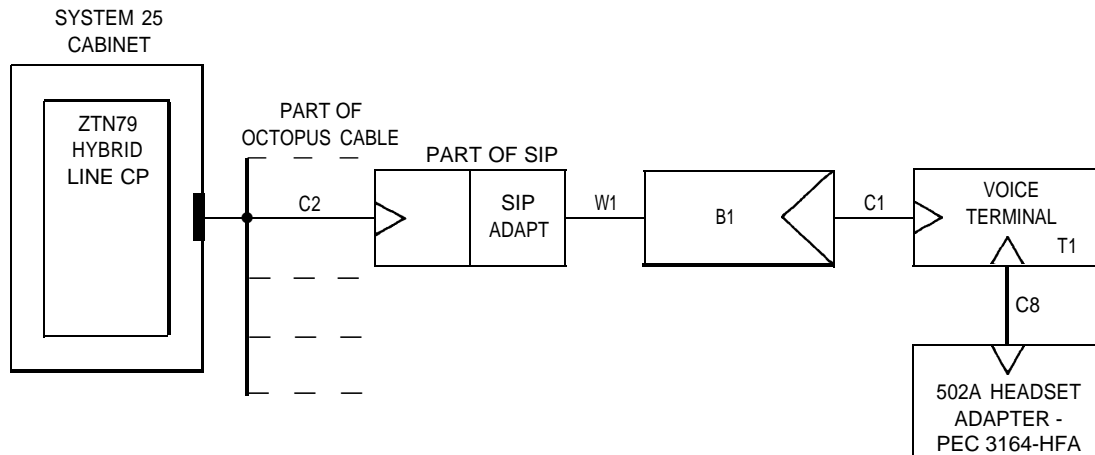 SYSTEM 25
CABINET
ZTN79
HYBRID
LINE CP
PART OF
OCTOPUS CABLE
C2
PART OF SIP
SIP
ADAPT
W1
B1
C1
VOICE
TERMINAL
T1
C8
502A HEADSET
ADAPTER -
PEC 3164-HFA